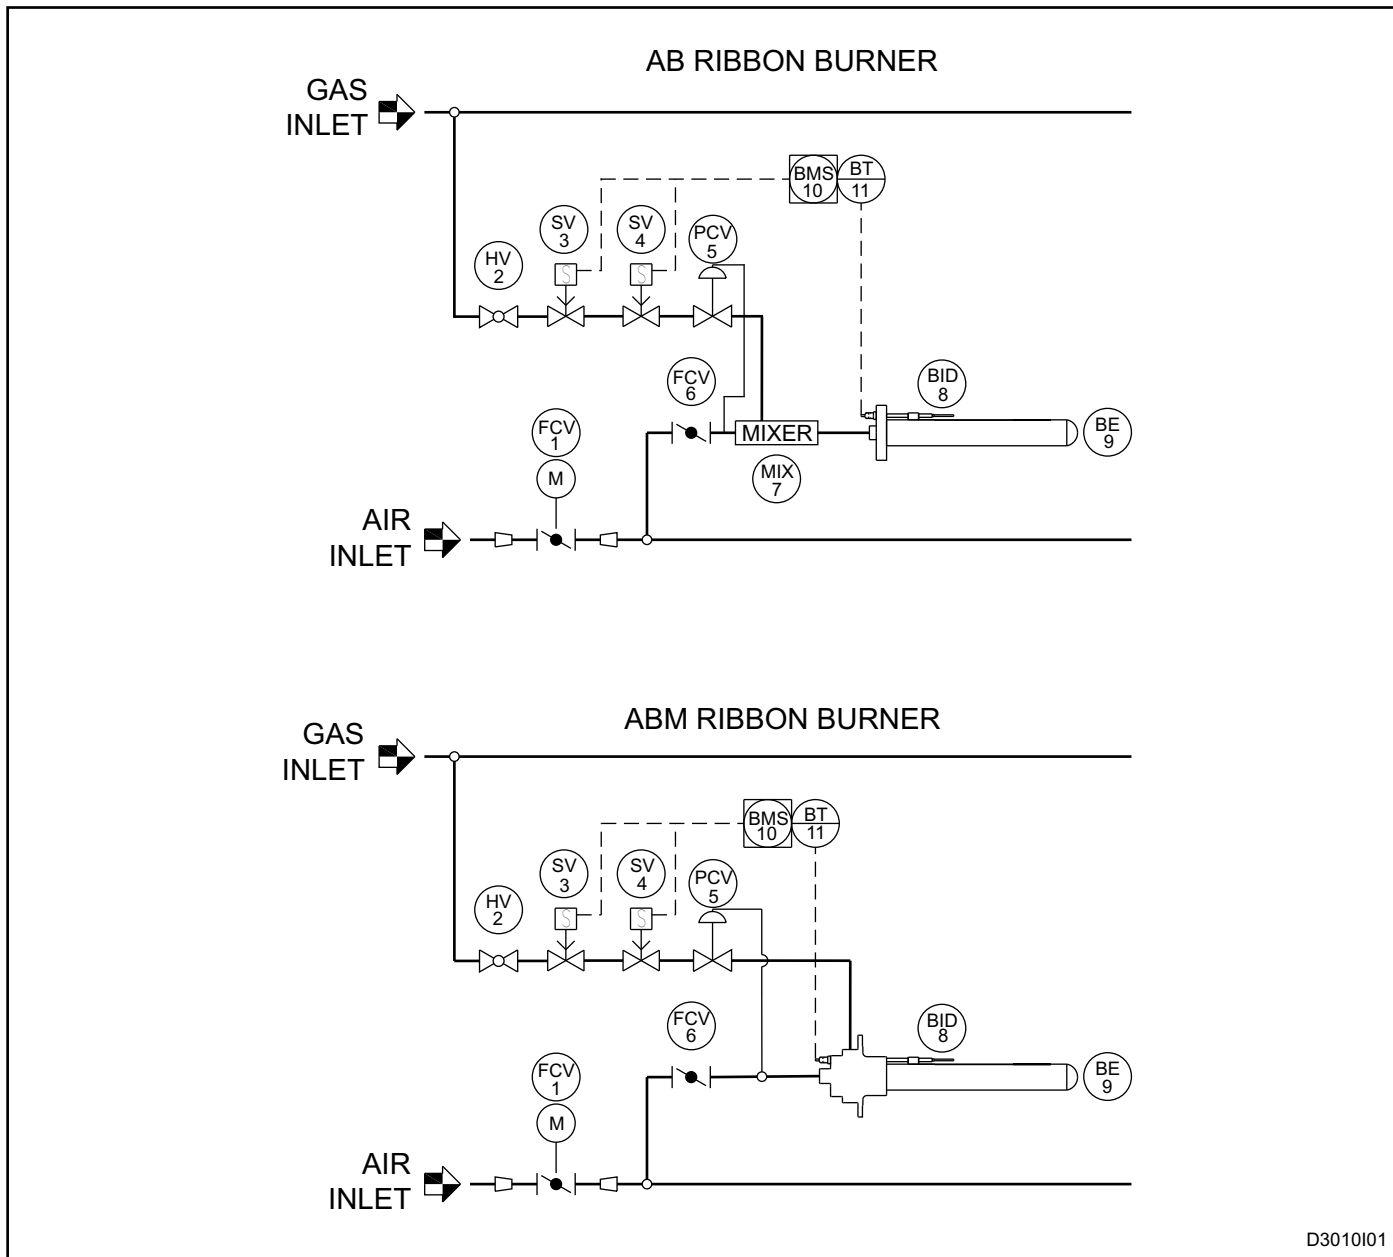 AB RIBBON BURNER
GAS
INLET
BMS
10
BT
11
SV
3
SV
4
PCV
5
HV
2
S
S
FCV
6
BID
8
FCV
1
MIXER
BE
9
M
MIX
7
AIR
INLET
ABM RIBBON BURNER
GAS
INLET
BMS
10
BT
11
SV
3
SV
4
PCV
5
HV
2
S
S
FCV
6
BID
8
FCV
1
BE
9
M
AIR
INLET
D3010I01